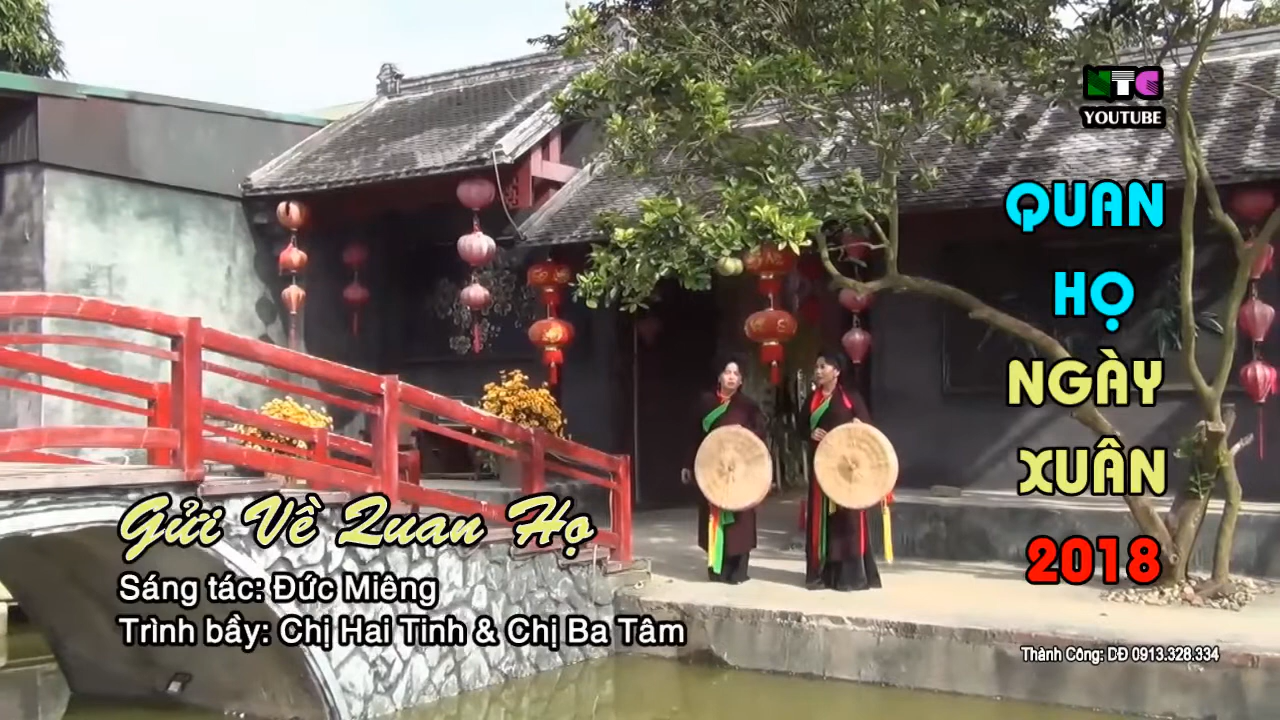 NTC
YOUTUBE
QUAN
HỌ
NGÀY
XUÂN
2018
Gửi Về Quan Họ
Sáng tác: Đức Miêng
Trình bầy: Chị Hai Tinh & Chị Ba Tâm
Thành Công: DĐ 0913.328.334